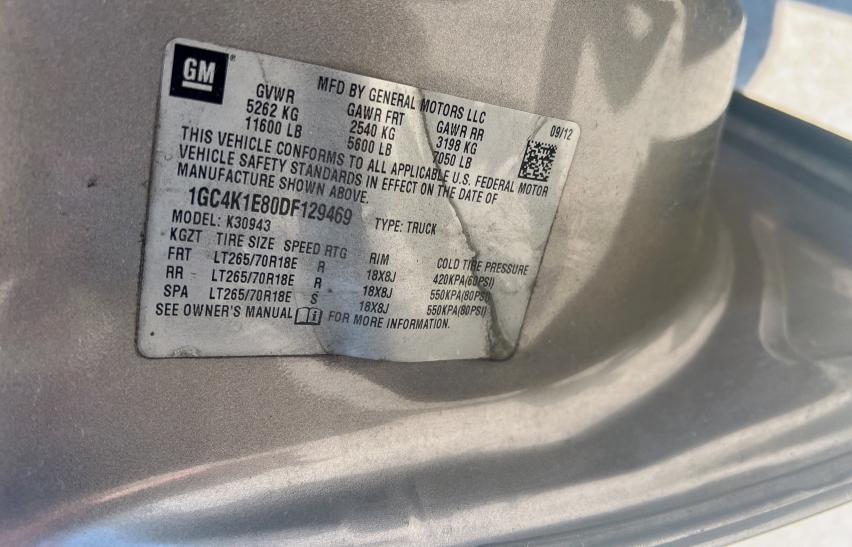 GM
MFD BY GENERAL MOTORS LLC
GVWR GAWR FRT GAWR RR 09/12
5262 KG 2540 KG 3198 KG
11600 LB 5600 LB 7050 LB
THIS VEHICLE CONFORMS TO ALL APPLICABLE U.S. FEDERAL MOTOR
VEHICLE SAFETY STANDARDS IN EFFECT ON THE DATE OF
MANUFACTURE SHOWN ABOVE.
1GC4K1E80DF129469 TYPE: TRUCK
MODEL: K30943
KGZT TIRE SIZE SPEED RTG RIM COLD TIRE PRESSURE
FRT LT265/70R18E R 18X8J 420KPA(60PSI)
RR LT265/70R18E R 18X8J 550KPA(80PSI)
SPA LT265/70R18E S 18X8J 550KPA(80PSI)
SEE OWNER'S MANUAL FOR MORE INFORMATION.